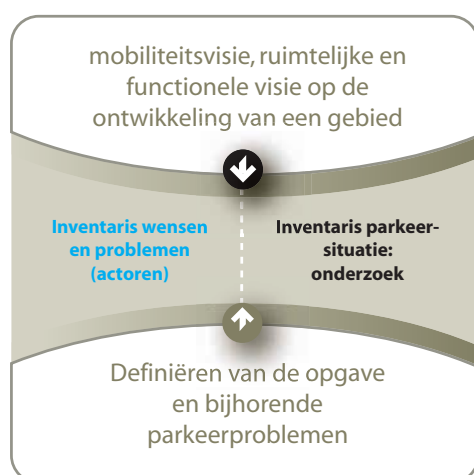 mobiliteitsvisie, ruimtelijke en
functionele visie op de
ontwikkeling van een gebied
Inventaris wensen
en problemen
(actoren)
Inventaris parkeer-
situatie:
onderzoek
Definiëren van de opgave
en bijhorende
parkeerproblemen